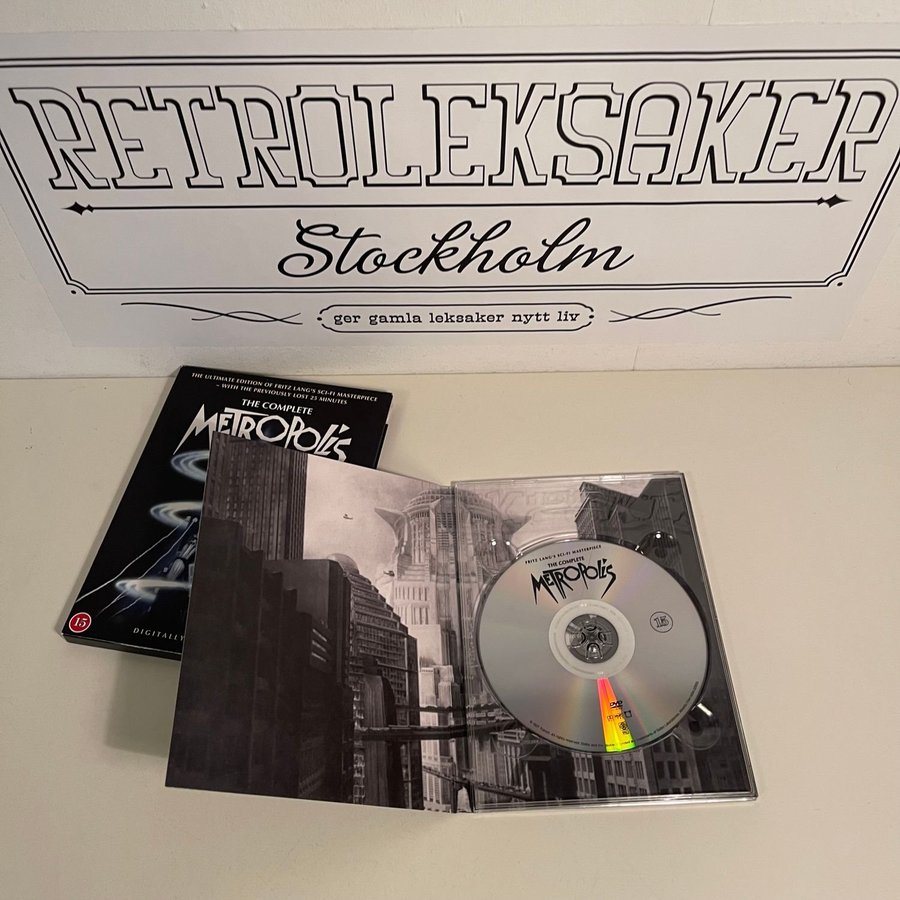 RETROLEKSAKER
Stockholm
ger gamla leksaker nytt liv
THE ULTIMATE EDITION OF FRITZ LANG'S SCI-FI MASTERPIECE
– WITH THE PREVIOUSLY LOST 25 MINUTES
THE COMPLETE
METROPOLIS
15
DIGITALLY
FRITZ LANG'S SCI-FI MASTERPIECE
THE COMPLETE
METROPOLIS
15
DVD